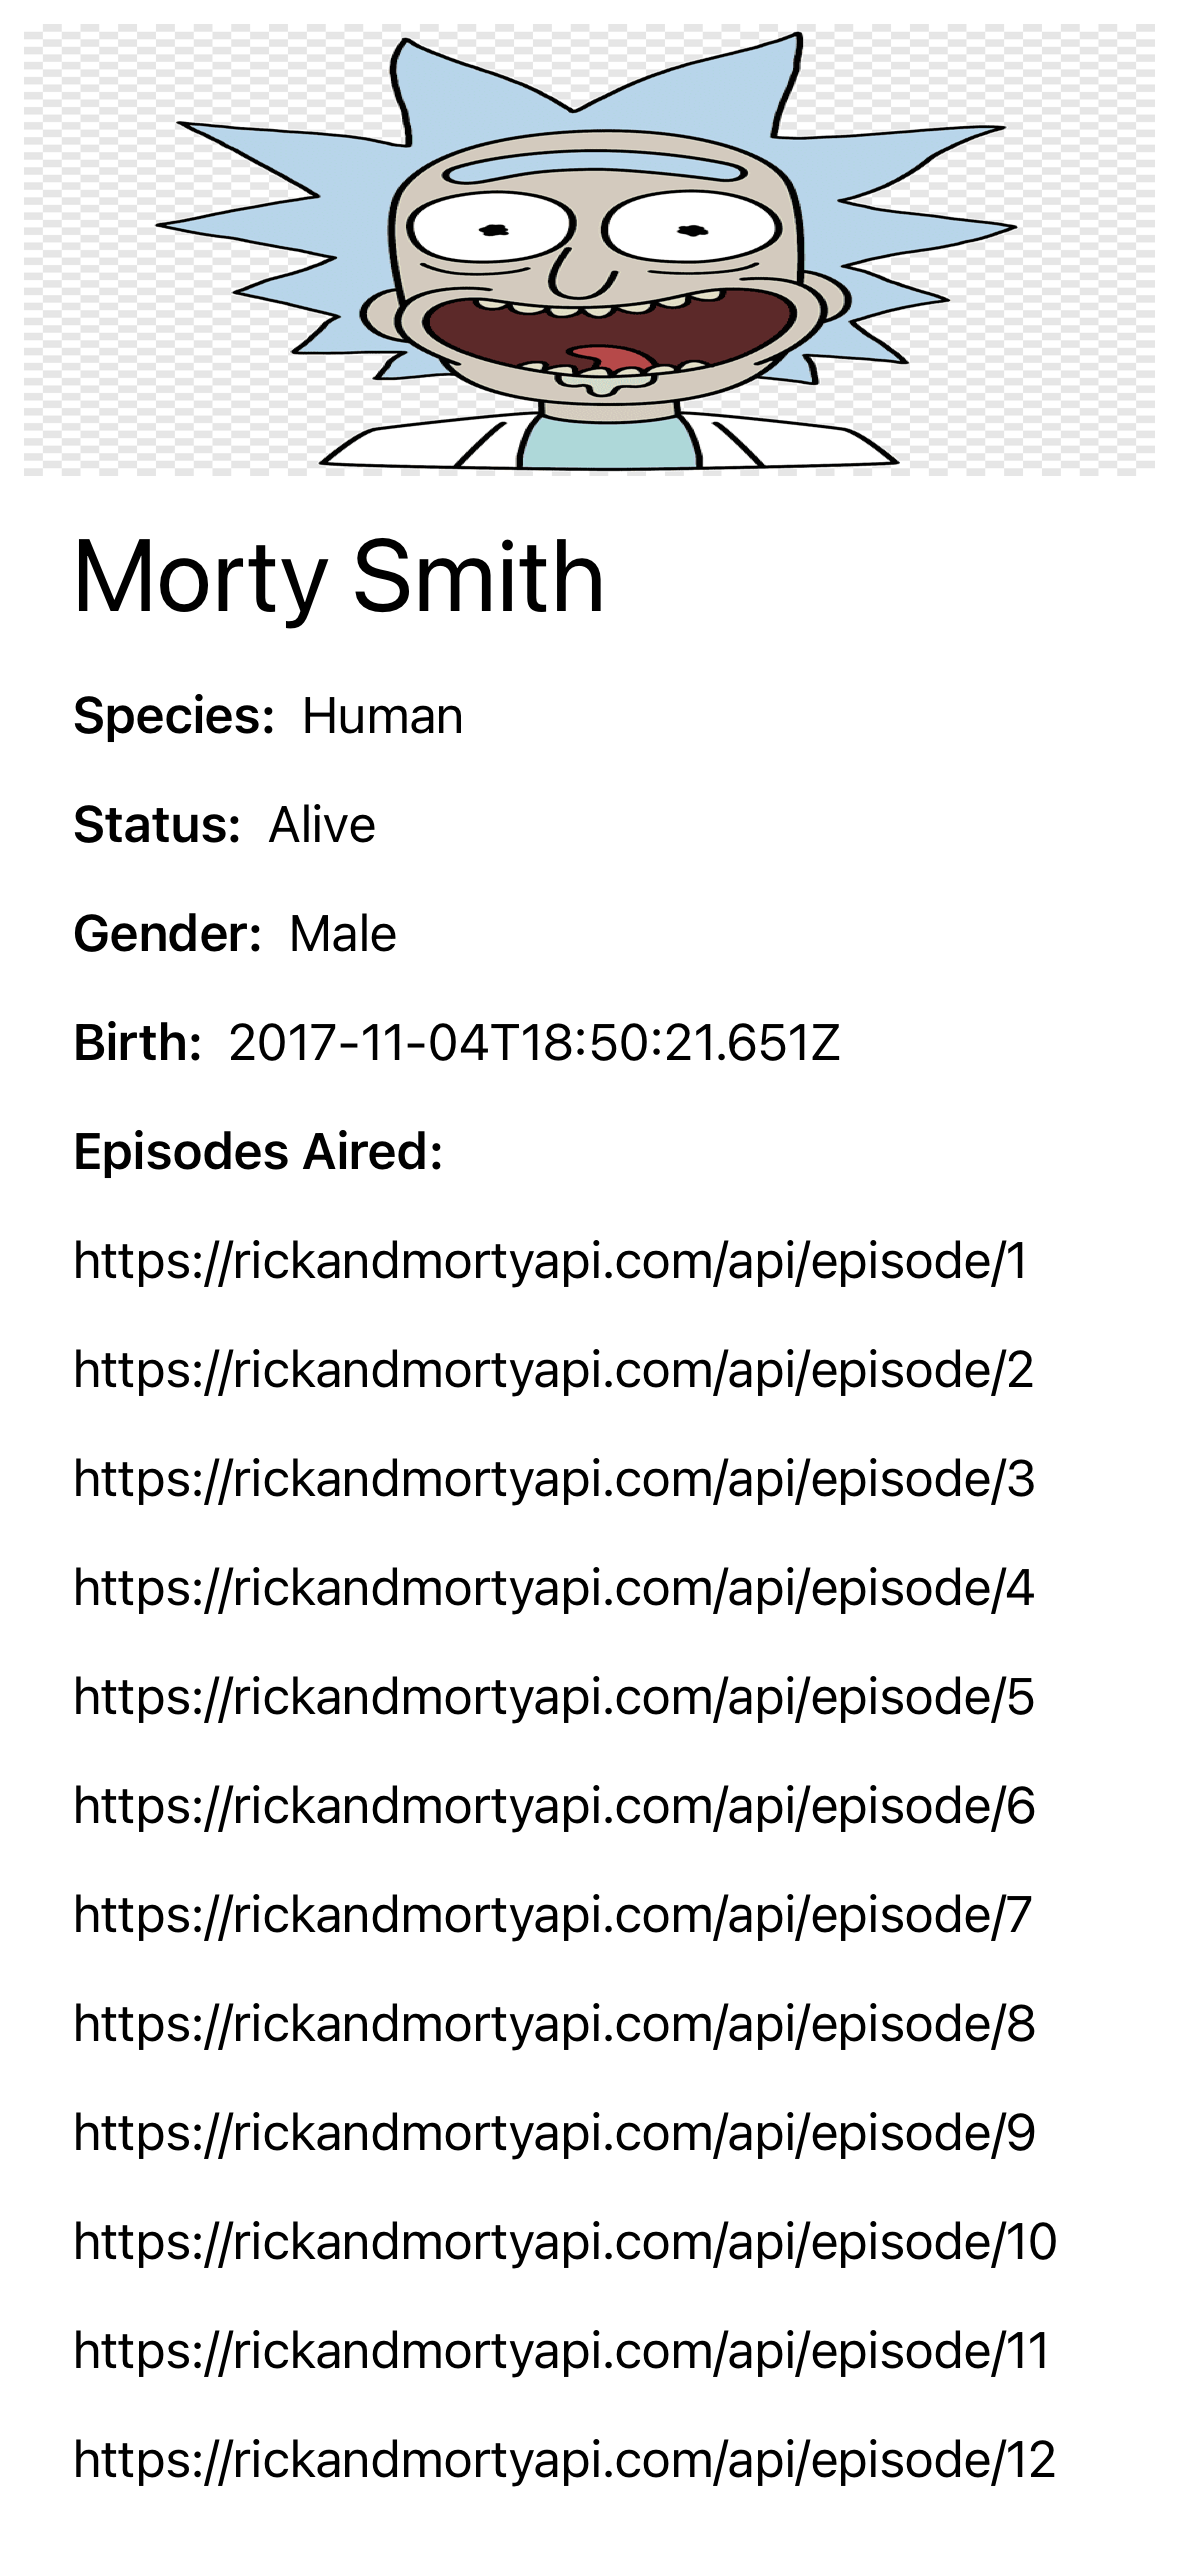 Morty Smith
Species: Human
Status: Alive
Gender: Male
Birth: 2017-11-04T18:50:21.651Z
Episodes Aired:
https://rickandmortyapi.com/api/episode/1
https://rickandmortyapi.com/api/episode/2
https://rickandmortyapi.com/api/episode/3
https://rickandmortyapi.com/api/episode/4
https://rickandmortyapi.com/api/episode/5
https://rickandmortyapi.com/api/episode/6
https://rickandmortyapi.com/api/episode/7
https://rickandmortyapi.com/api/episode/8
https://rickandmortyapi.com/api/episode/9
https://rickandmortyapi.com/api/episode/10
https://rickandmortyapi.com/api/episode/11
https://rickandmortyapi.com/api/episode/12